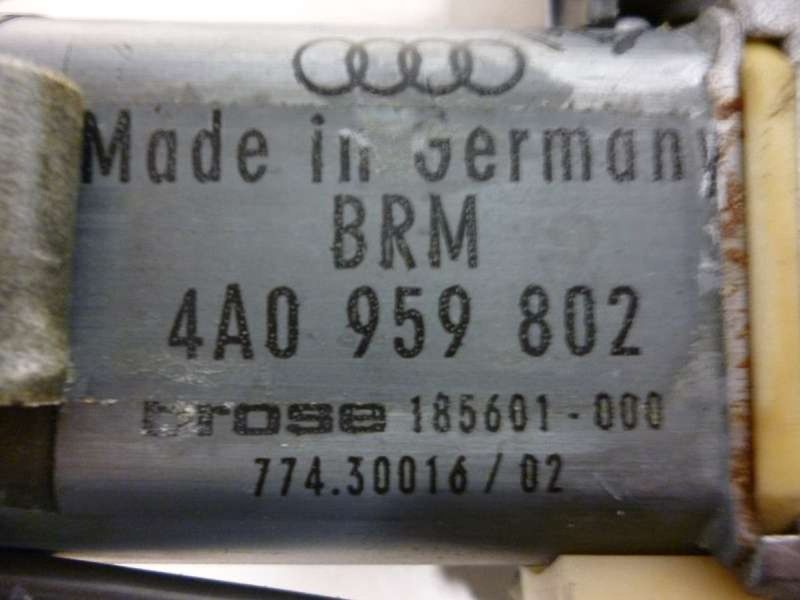 Made in Germany
BRM
4A0 959 802
brose 185601-000
774.30016/02